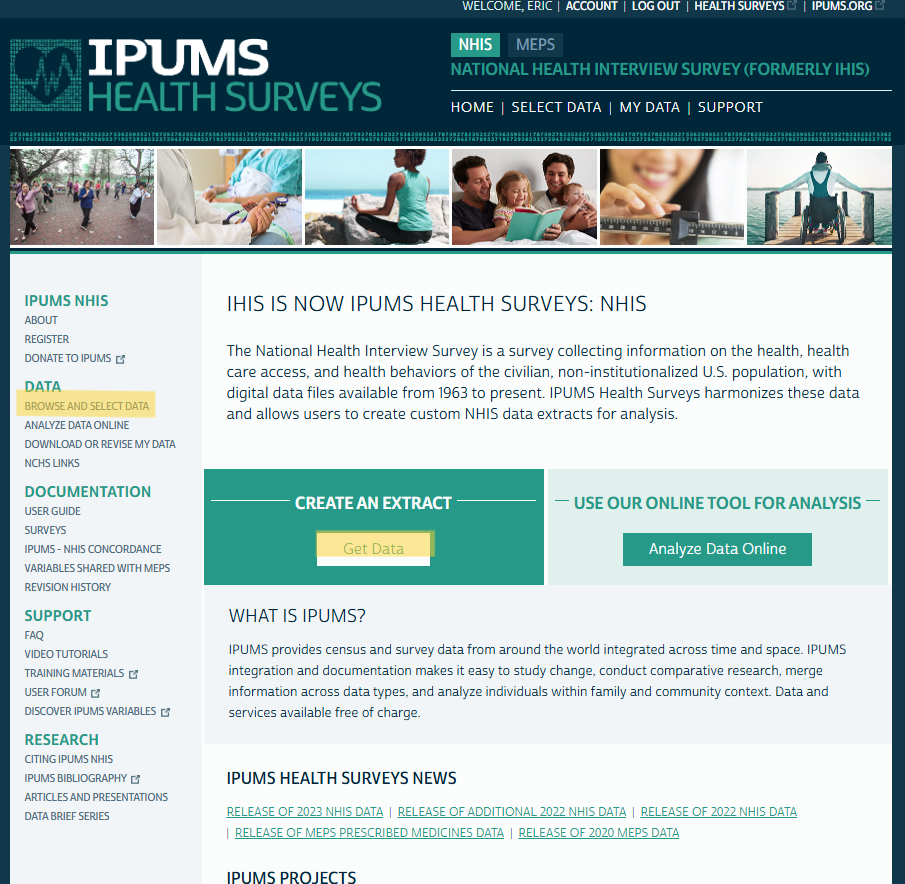 WELCOME, ERIC | ACCOUNT | LOG OUT | HEALTH SURVEYS | IPUMS.ORG
IPUMS
HEALTH SURVEYS
NHIS MEPS
NATIONAL HEALTH INTERVIEW SURVEY (FORMERLY IHIS)
HOME | SELECT DATA | MY DATA | SUPPORT
IPUMS NHIS
ABOUT
REGISTER
DONATE TO IPUMS
DATA
BROWSE AND SELECT DATA
ANALYZE DATA ONLINE
DOWNLOAD OR REVISE MY DATA
NCHS LINKS
DOCUMENTATION
USER GUIDE
SURVEYS
IPUMS - NHIS CONCORDANCE
VARIABLES SHARED WITH MEPS
REVISION HISTORY
SUPPORT
FAQ
VIDEO TUTORIALS
TRAINING MATERIALS
USER FORUM
DISCOVER IPUMS VARIABLES
RESEARCH
CITING IPUMS NHIS
IPUMS BIBLIOGRAPHY
ARTICLES AND PRESENTATIONS
DATA BRIEF SERIES
IHIS IS NOW IPUMS HEALTH SURVEYS: NHIS
The National Health Interview Survey is a survey collecting information on the health, health
care access, and health behaviors of the civilian, non-institutionalized U.S. population, with
digital data files available from 1963 to present. IPUMS Health Surveys harmonizes these data
and allows users to create custom NHIS data extracts for analysis.
CREATE AN EXTRACT
Get Data
USE OUR ONLINE TOOL FOR ANALYSIS
Analyze Data Online
WHAT IS IPUMS?
IPUMS provides census and survey data from around the world integrated across time and space. IPUMS
integration and documentation makes it easy to study change, conduct comparative research, merge
information across data types, and analyze individuals within family and community context. Data and
services available free of charge.
IPUMS HEALTH SURVEYS NEWS
RELEASE OF 2023 NHIS DATA | RELEASE OF ADDITIONAL 2022 NHIS DATA | RELEASE OF 2022 NHIS DATA
| RELEASE OF MEPS PRESCRIBED MEDICINES DATA | RELEASE OF 2020 MEPS DATA
IPUMS PROJECTS